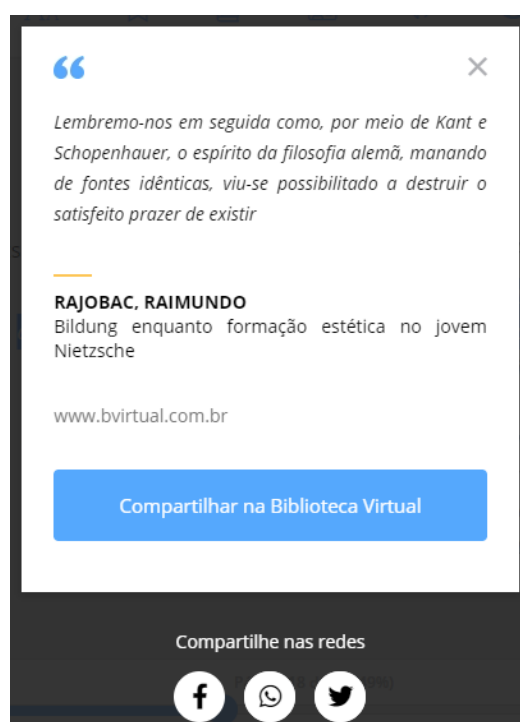 Lembremo-nos em seguida como, por meio de Kant e
Schopenhauer, o espírito da filosofia alemã, manando
de fontes idênticas, viu-se possibilitado a destruir o
satisfeito prazer de existir
RAJOBAC, RAIMUNDO
Bildung enquanto formação estética no jovem
Nietzsche
www.bvirtual.com.br
Compartilhar na Biblioteca Virtual
Compartilhe nas redes